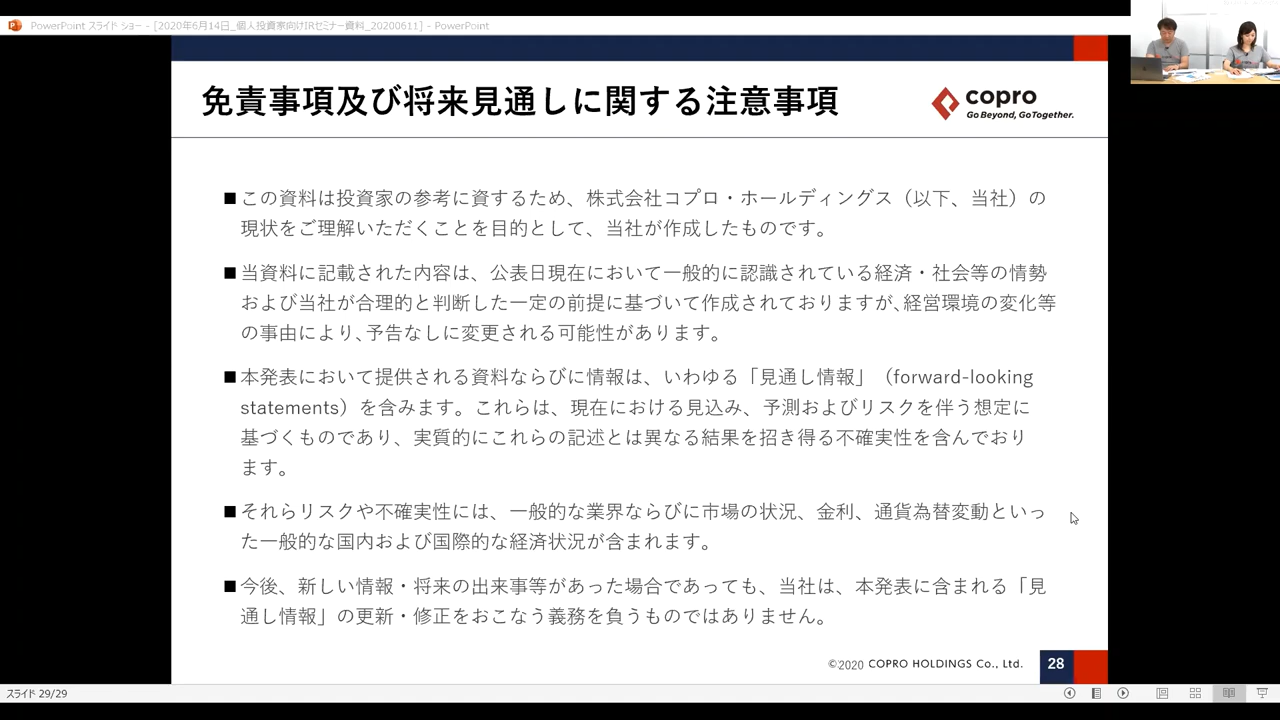 PowerPoint スライド ショー - [2020年6月14日_個人投資家向けIRセミナー資料_20200611] - PowerPoint
免責事項及び将来見通しに関する注意事項
copro
Go Beyond, Go Together.
■この資料は投資家の参考に資するため、株式会社コプロ・ホールディングス（以下、当社）の
現状をご理解いただくことを目的として、当社が作成したものです。
■当資料に記載された内容は、公表日現在において一般的に認識されている経済・社会等の情勢
および当社が合理的と判断した一定の前提に基づいて作成されておりますが、経営環境の変化等
の事由により、予告なしに変更される可能性があります。
■本発表において提供される資料ならびに情報は、いわゆる「見通し情報」（forward-looking
statements）を含みます。これらは、現在における見込み、予測およびリスクを伴う想定に
基づくものであり、実質的にこれらの記述とは異なる結果を招き得る不確実性を含んでおり
ます。
■それらリスクや不確実性には、一般的な業界ならびに市場の状況、金利、通貨為替変動といっ
た一般的な国内および国際的な経済状況が含まれます。
■今後、新しい情報・将来の出来事等があった場合であっても、当社は、本発表に含まれる「見
通し情報」の更新・修正をおこなう義務を負うものではありません。
©2020 COPRO HOLDINGS Co., Ltd.
28
スライド 29/29